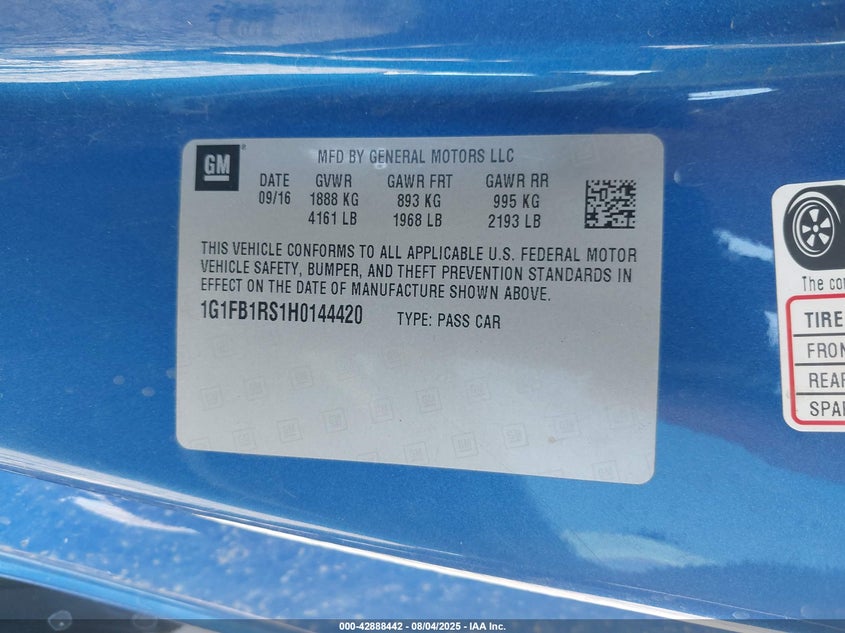 GM
MFD BY GENERAL MOTORS LLC
DATE GVWR GAWR FRT GAWR RR
09/16 1888 KG 893 KG 995 KG
4161 LB 1968 LB 2193 LB
THIS VEHICLE CONFORMS TO ALL APPLICABLE U.S. FEDERAL MOTOR
VEHICLE SAFETY, BUMPER, AND THEFT PREVENTION STANDARDS IN
EFFECT ON THE DATE OF MANUFACTURE SHOWN ABOVE.
1G1FB1RS1H0144420 TYPE: PASS CAR
The
TIRE
FRON
REAR
SPAR
000-42888442 - 08/04/2025 - IAA Inc.